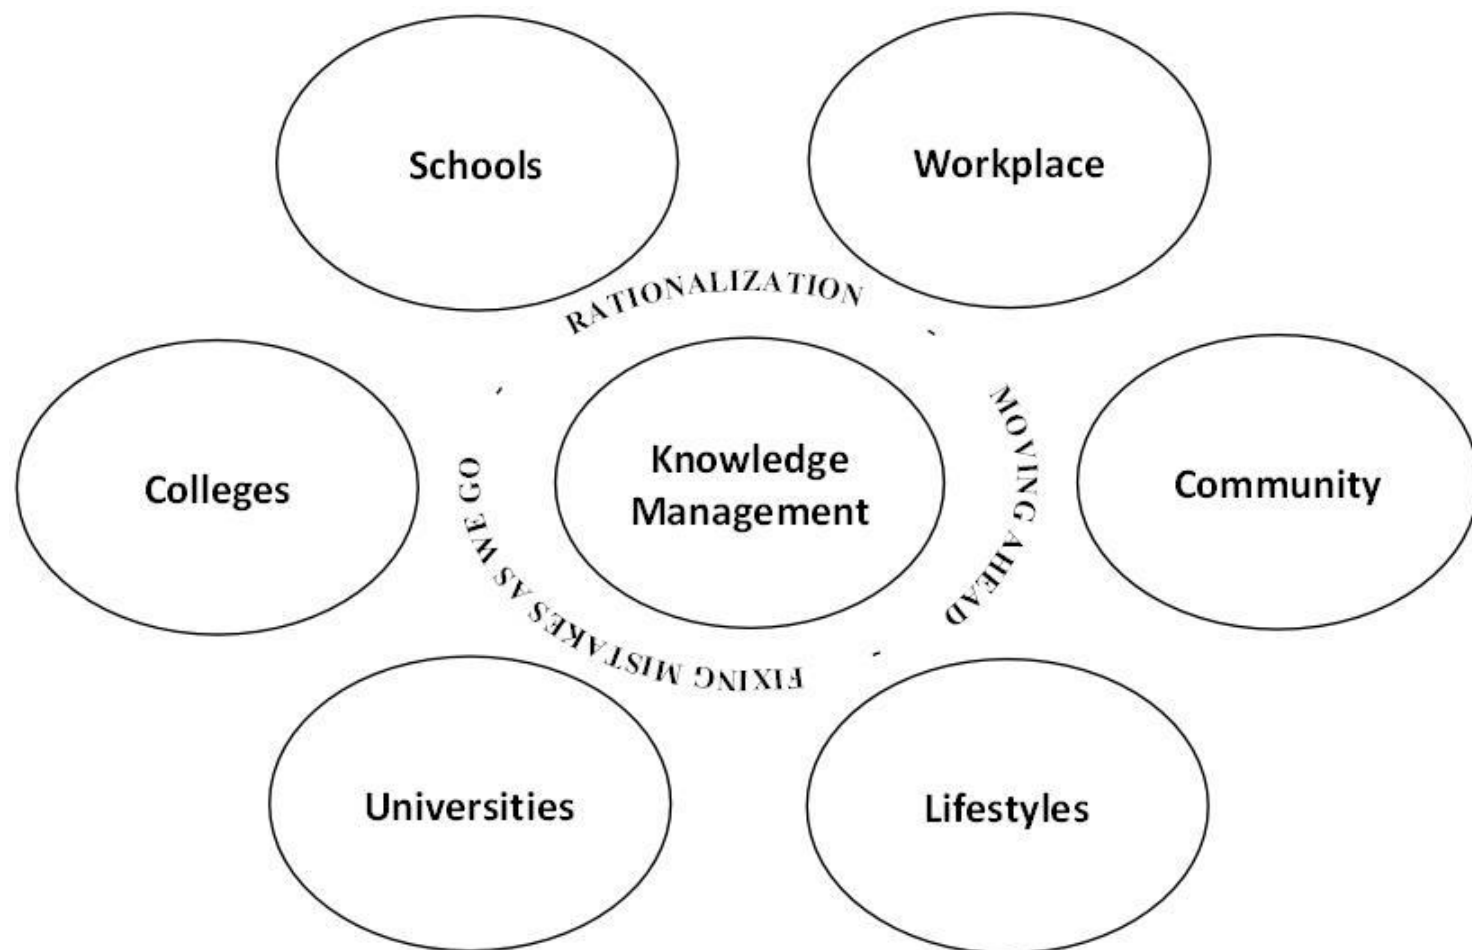 Schools
Workplace
RATIONALIZATION - MOVING AHEAD - FIXING MISTAKES AS WE GO -
Colleges
Knowledge
Management
Community
Universities
Lifestyles